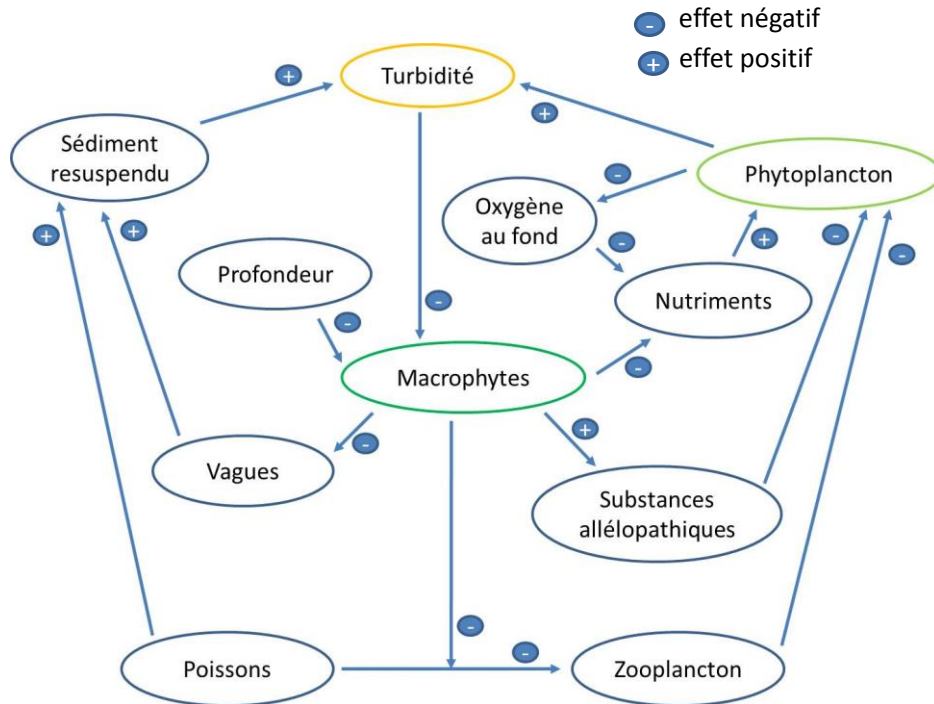 - effet négatif
+ effet positif
Turbidité
+
+
Sédiment
resuspendu
Phytoplancton
-
Oxygène
au fond
+
+
-
+
-
-
Profondeur
Nutriments
-
-
Macrophytes
-
-
+
Vagues
Substances
allélopathiques
-
-
Poissons
Zooplancton